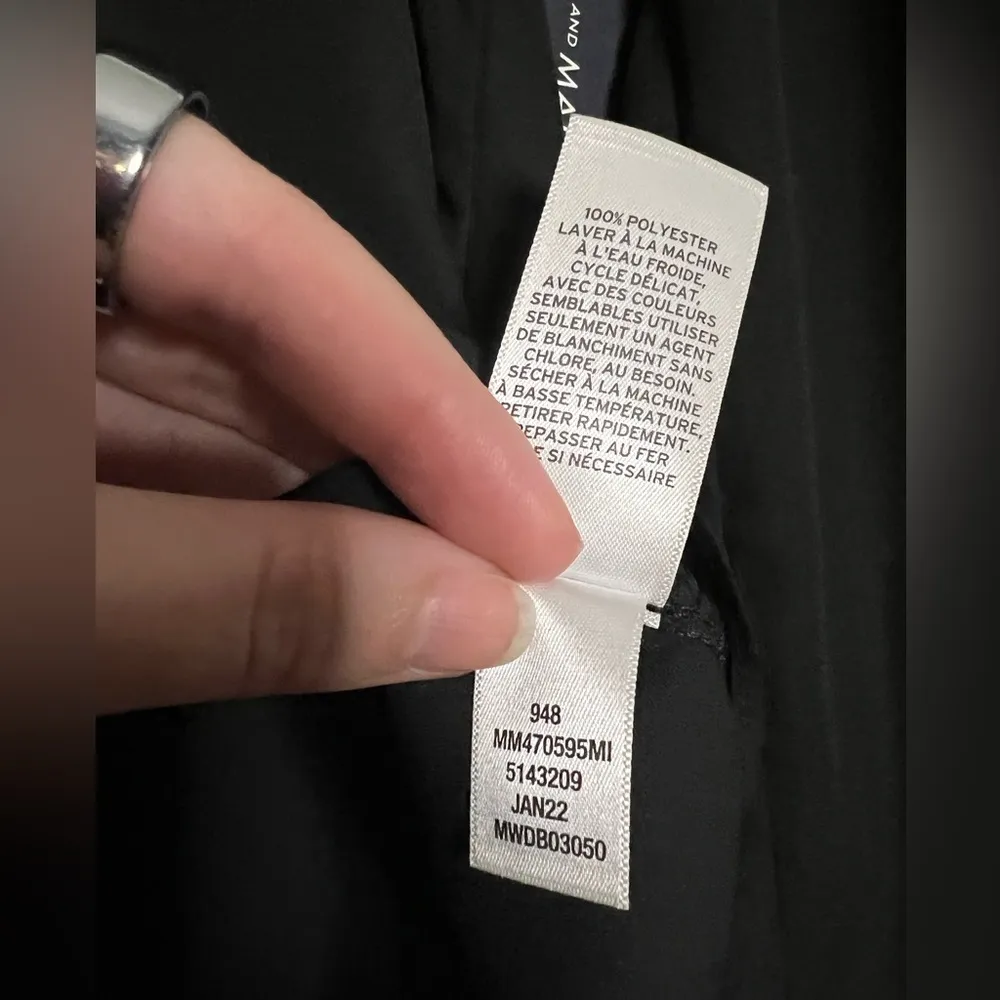 AND MA
100% POLYESTER
LAVER À LA MACHINE
À L'EAU FROIDE,
CYCLE DÉLICAT,
AVEC DES COULEURS
SEMBLABLES UTILISER
SEULEMENT UN AGENT
DE BLANCHIMENT SANS
CHLORE, AU BESOIN.
SÉCHER À LA MACHINE
À BASSE TEMPÉRATURE,
RETIRER RAPIDEMENT.
REPASSER AU FER
SI NÉCESSAIRE
948
MM470595MI
5143209
JAN22
MWDB03050